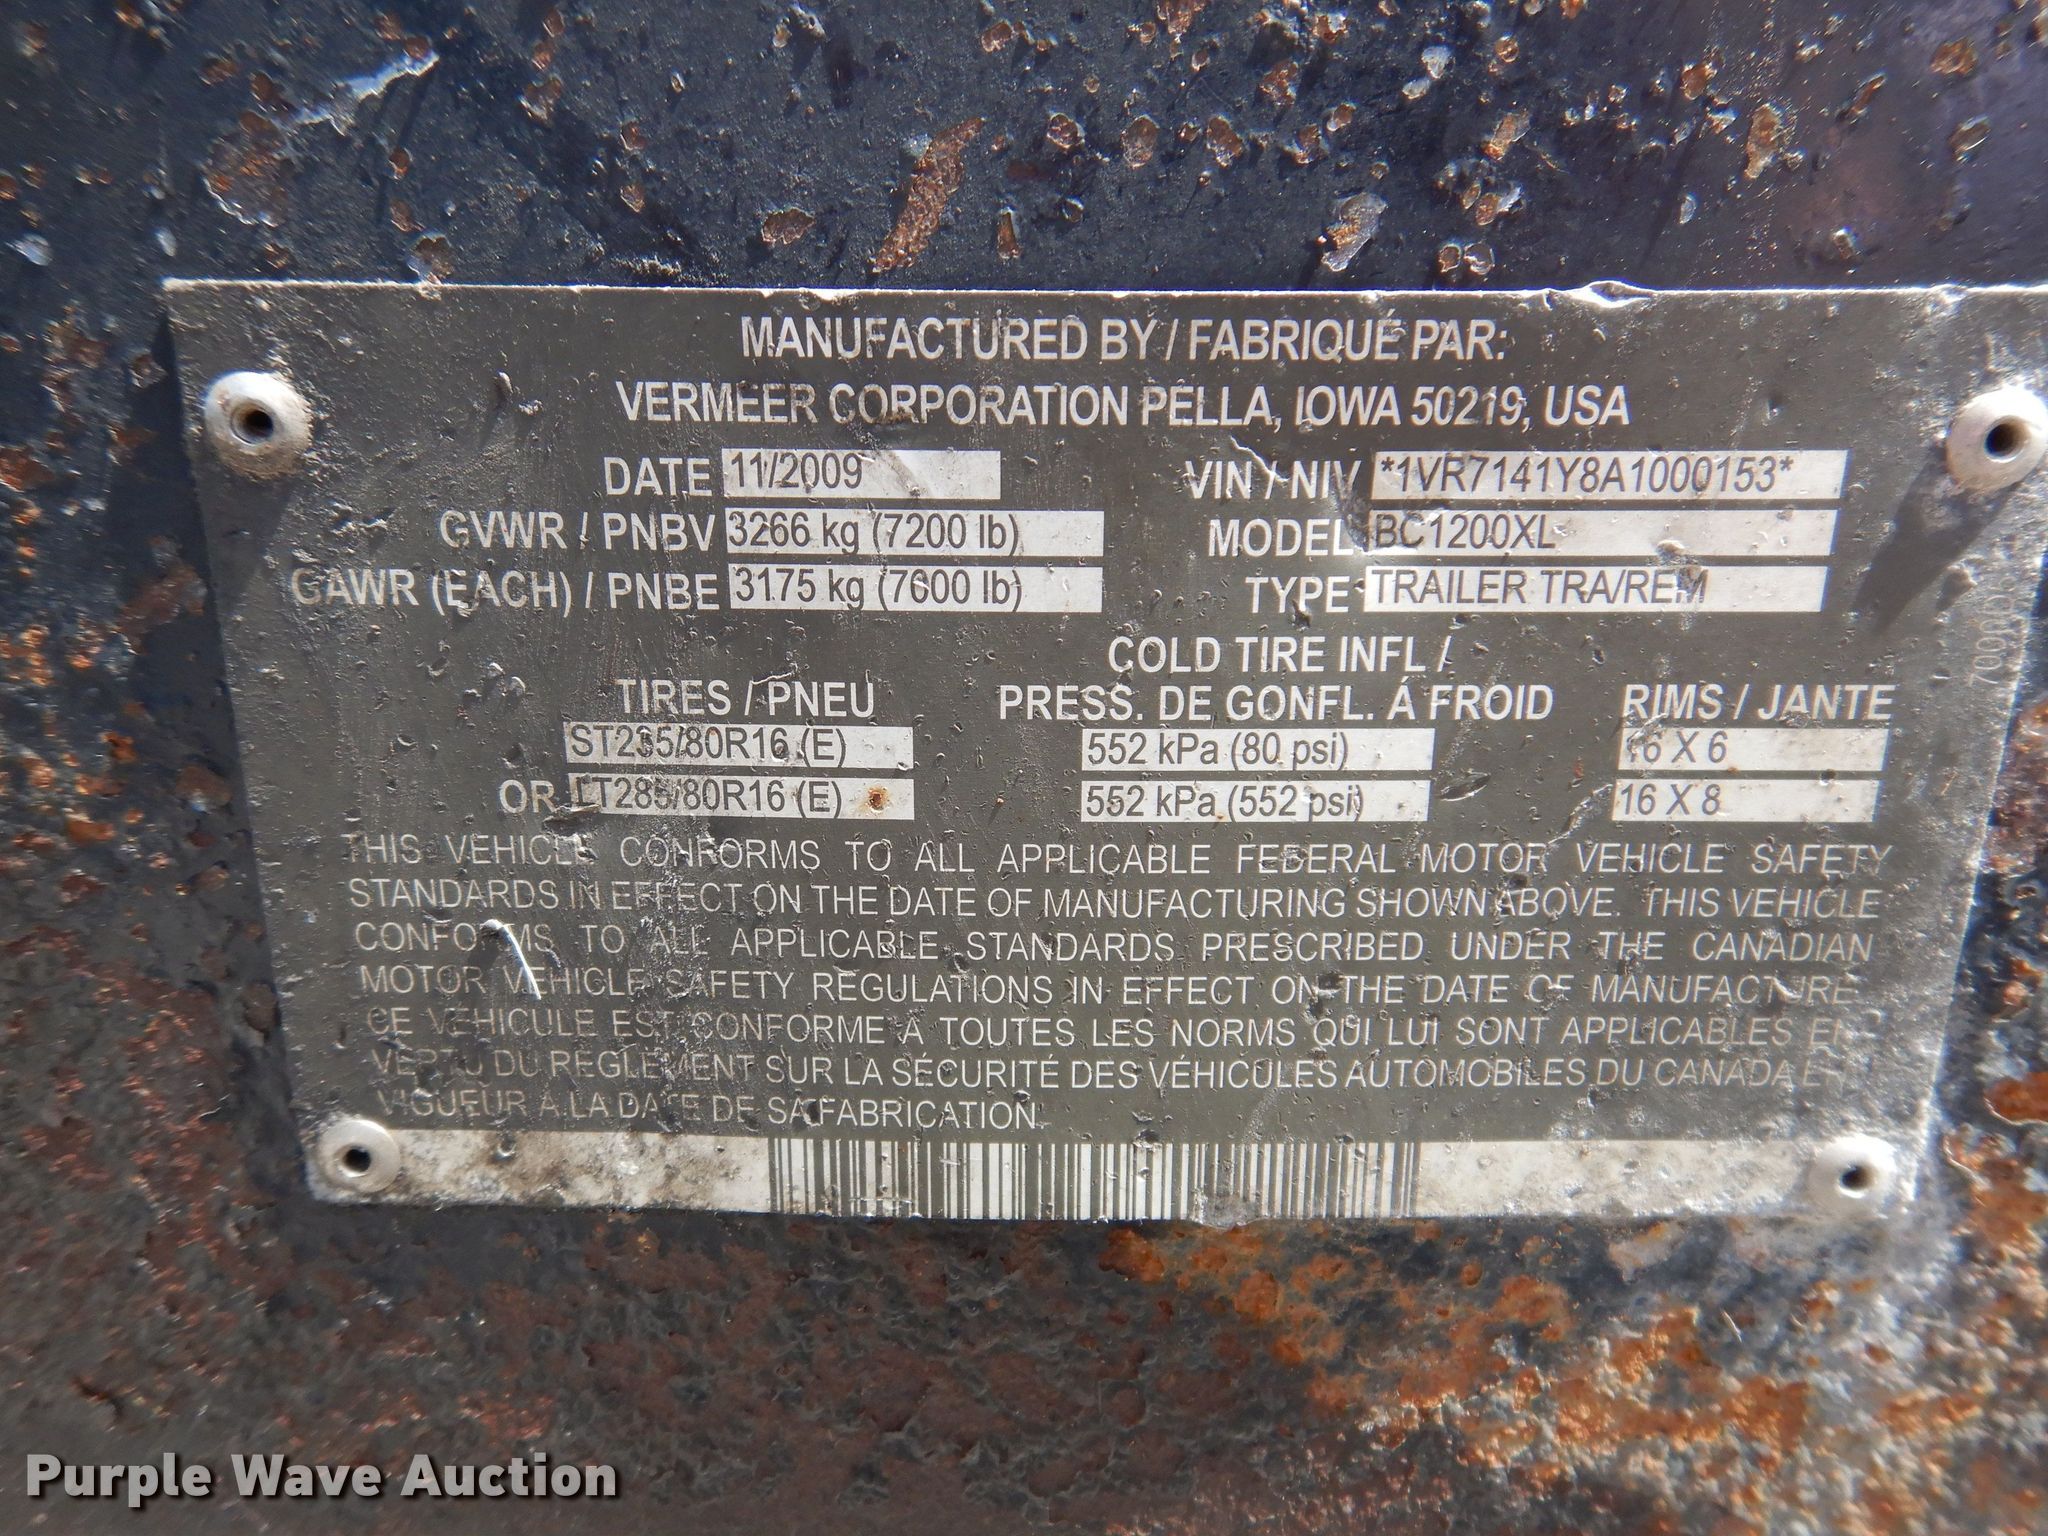 MANUFACTURED BY / FABRIQUÉ PAR:
VERMEER CORPORATION PELLA, IOWA 50219, USA
DATE 11/2009 VIN / NIV *1VR7141Y8A1000153*
GVWR / PNBV 3266 kg (7200 lb) MODEL BC1200XL
GAWR (EACH) / PNBE 3175 kg (7000 lb) TYPE TRAILER TRA/REM
COLD TIRE INFL /
TIRES / PNEU PRESS. DE GONFL. Á FROID RIMS / JANTE
ST235/80R16 (E) 552 kPa (80 psi) 16 X 6
OR LT285/80R16 (E) 552 kPa (552 psi) 16 X 8
THIS VEHICLE CONFORMS TO ALL APPLICABLE FEDERAL MOTOR VEHICLE SAFETY
STANDARDS IN EFFECT ON THE DATE OF MANUFACTURING SHOWN ABOVE. THIS VEHICLE
CONFORMS TO ALL APPLICABLE STANDARDS PRESCRIBED UNDER THE CANADIAN
MOTOR VEHICLE SAFETY REGULATIONS IN EFFECT ON THE DATE OF MANUFACTURE
CE VÉHICULE EST CONFORME A TOUTES LES NORMS QUI LUI SONT APPLICABLES EN
VERTU DU REGLEMENT SUR LA SÉCURITÉ DES VÉHICULES AUTOMOBILES DU CANADA EN
VIGUEUR A LA DATE DE SA FABRICATION.
Purple Wave Auction